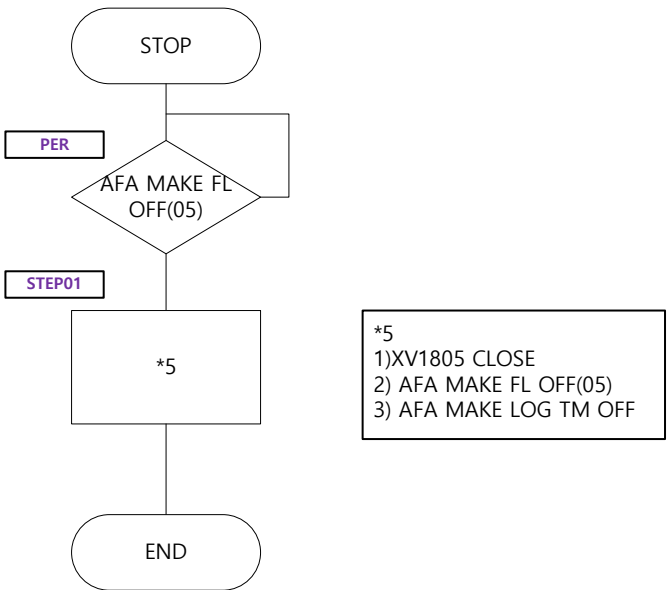 STOP
PER
AFA MAKE FL
OFF(05)
STEP01
*5
*5
1)XV1805 CLOSE
2) AFA MAKE FL OFF(05)
3) AFA MAKE LOG TM OFF
END